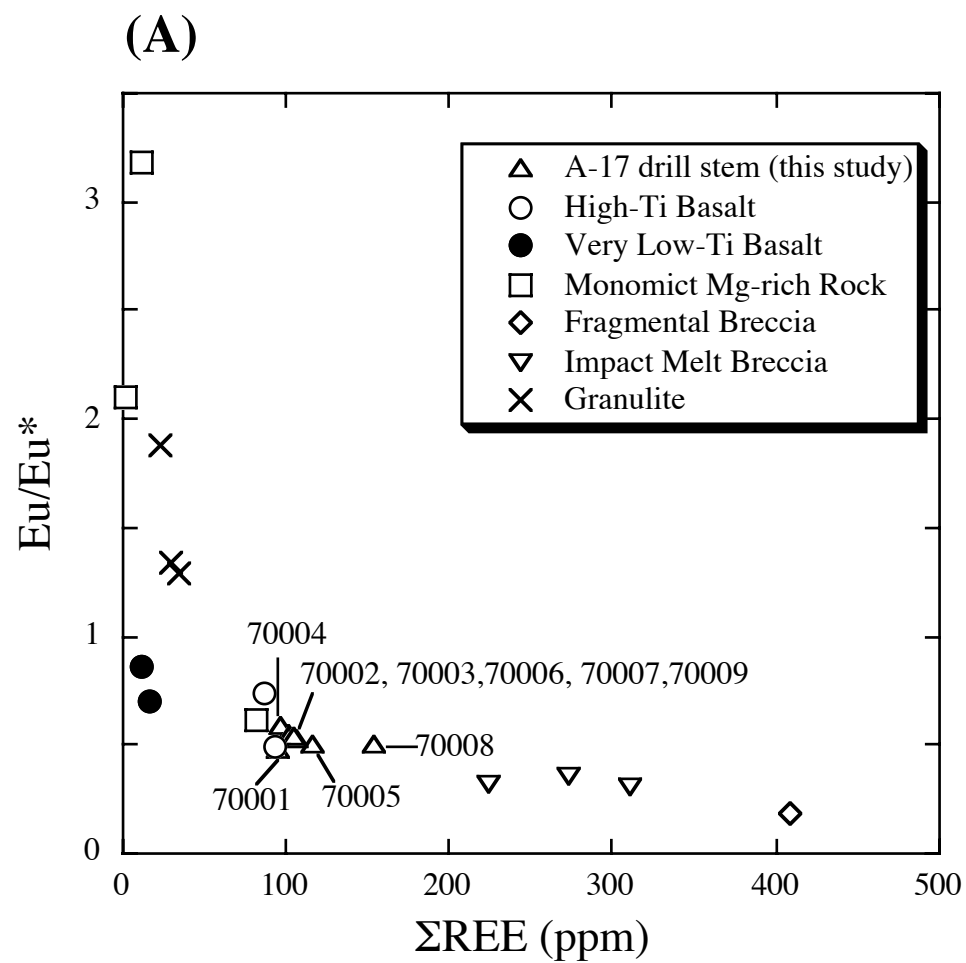 (A)
3
2
1
0
Eu/Eu*
A-17 drill stem (this study)
High-Ti Basalt
Very Low-Ti Basalt
Monomict Mg-rich Rock
Fragmental Breccia
Impact Melt Breccia
Granulite
70004
70002, 70003,70006, 70007,70009
70008
70001
70005
0 100 200 300 400 500
ΣREE (ppm)